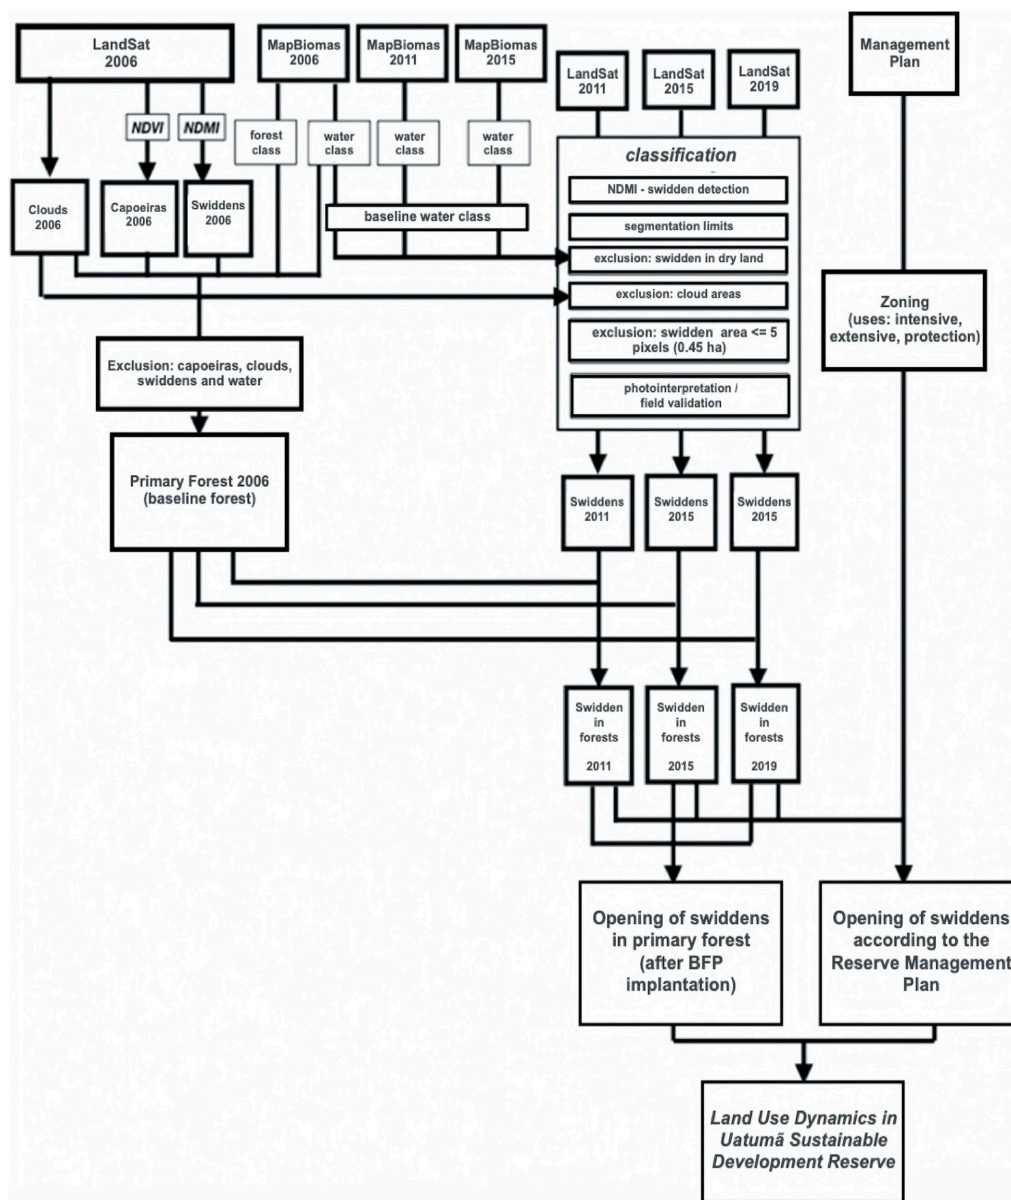 LandSat
2006
MapBiomas
2006
MapBiomas
2011
MapBiomas
2015
LandSat
2011
LandSat
2015
LandSat
2019
Management
Plan
NDVI
NDMI
forest
class
water
class
water
class
water
class
classification
NDMI - swidden detection
segmentation limits
exclusion: swidden in dry land
exclusion: cloud areas
exclusion: swidden area <= 5
pixels (0.45 ha)
photointerpretation /
field validation
Clouds
2006
Capoeiras
2006
Swiddens
2006
baseline water class
Zoning
(uses: intensive,
extensive, protection)
Exclusion: capoeiras, clouds,
swiddens and water
Primary Forest 2006
(baseline forest)
Swiddens
2011
Swiddens
2015
Swiddens
2015
Swidden
in
forests
2011
Swidden
in
forests
2015
Swidden
in
forests
2019
Opening of swiddens
in primary forest
(after BFP
implantation)
Opening of swiddens
according to the
Reserve Management
Plan
Land Use Dynamics in
Uatumã Sustainable
Development Reserve